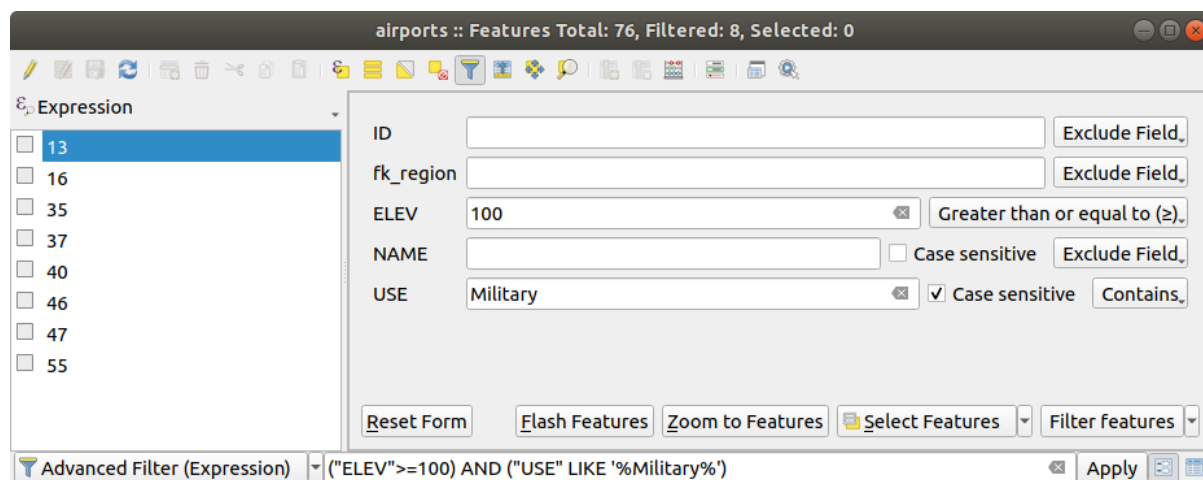 airports :: Features Total: 76, Filtered: 8, Selected: 0
Expression
13
16
35
37
40
46
47
55
ID Exclude Field
fk_region Exclude Field
ELEV 100 Greater than or equal to (≥)
NAME Case sensitive Exclude Field
USE Military Case sensitive Contains
Reset Form Flash Features Zoom to Features Select Features Filter features
Advanced Filter (Expression) ("ELEV">=100) AND ("USE" LIKE '%Military%') Apply